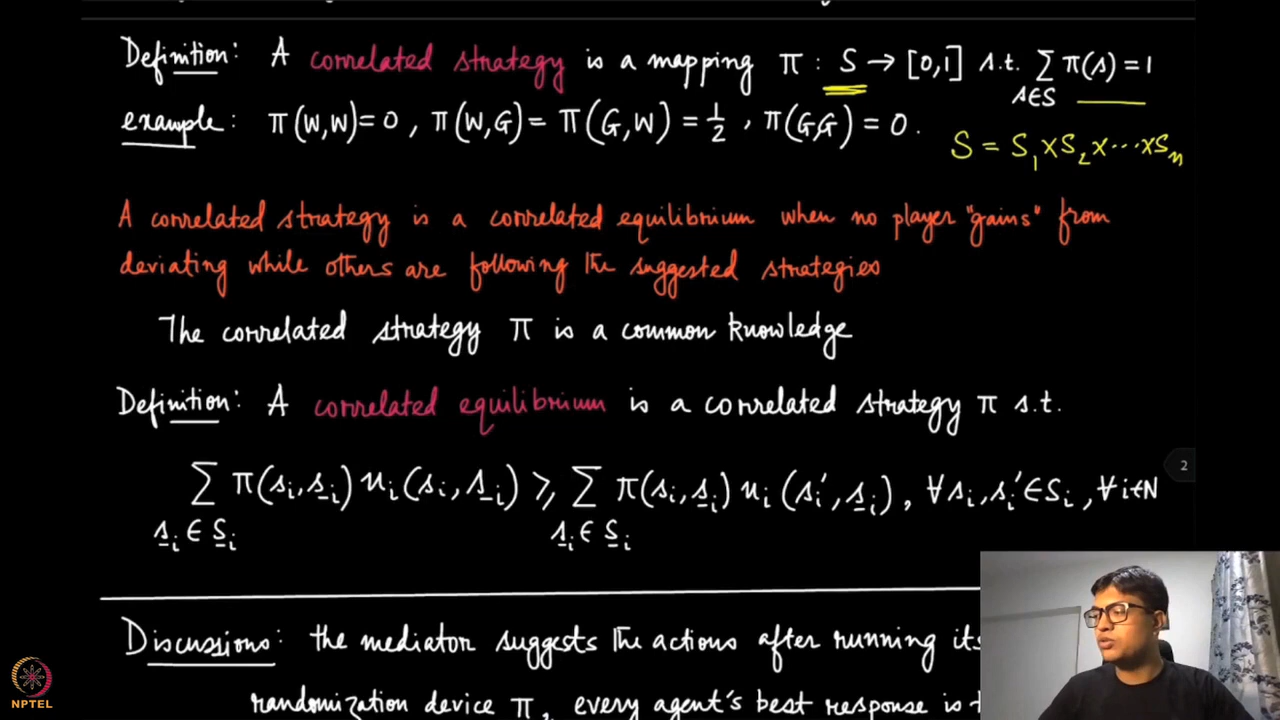 Definition: A correlated strategy is a mapping π : S → [0,1] s.t. ∑ π(s) = 1
s∈S
example: π(W,W)=0, π(W,G)= π(G,W) = 1/2, π(G,G) = 0.
S = S₁×S₂×⋯×Sₙ
A correlated strategy is a correlated equilibrium when no player "gains" from
deviating while others are following the suggested strategies
The correlated strategy π is a common knowledge
Definition: A correlated equilibrium is a correlated strategy π s.t.
∑ π(sᵢ,s̲ᵢ) uᵢ(sᵢ,s̲ᵢ) ⩾ ∑ π(sᵢ,s̲ᵢ) uᵢ(sᵢ',s̲ᵢ), ∀sᵢ,sᵢ'∈Sᵢ, ∀i∈N
s̲ᵢ∈S̲ᵢ s̲ᵢ∈S̲ᵢ
2
Discussions: the mediator suggests the actions after running its
randomization device π, every agent's best response is
NPTEL